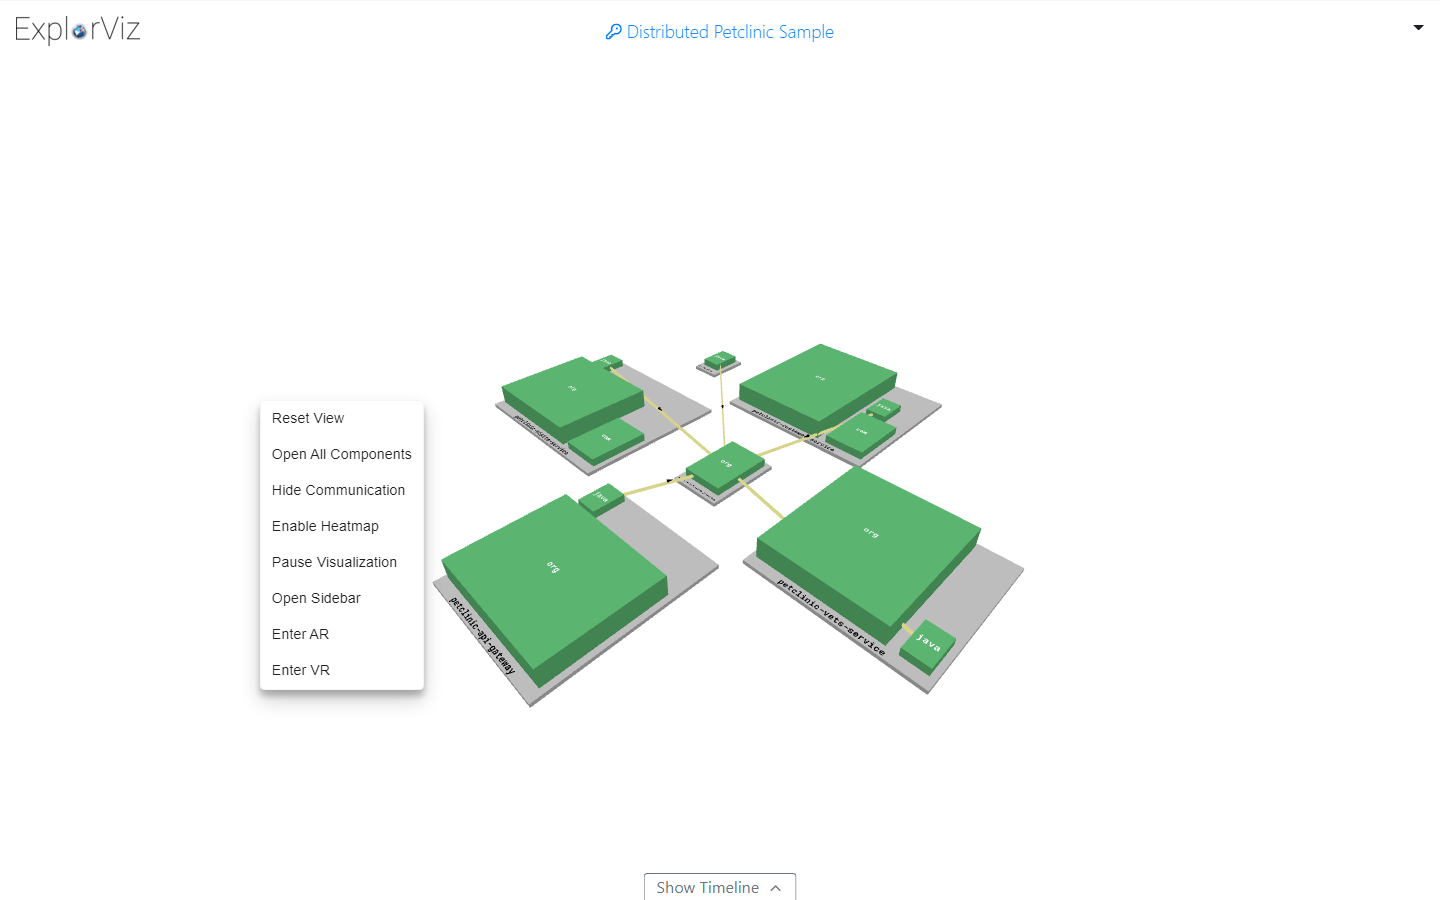 ExplorViz
Distributed Petclinic Sample
java
org
java
org
com
java
com
org
java
org
org
java
petclinic-vets-service
petclinic-api-gateway
Reset View
Open All Components
Hide Communication
Enable Heatmap
Pause Visualization
Open Sidebar
Enter AR
Enter VR
Show Timeline